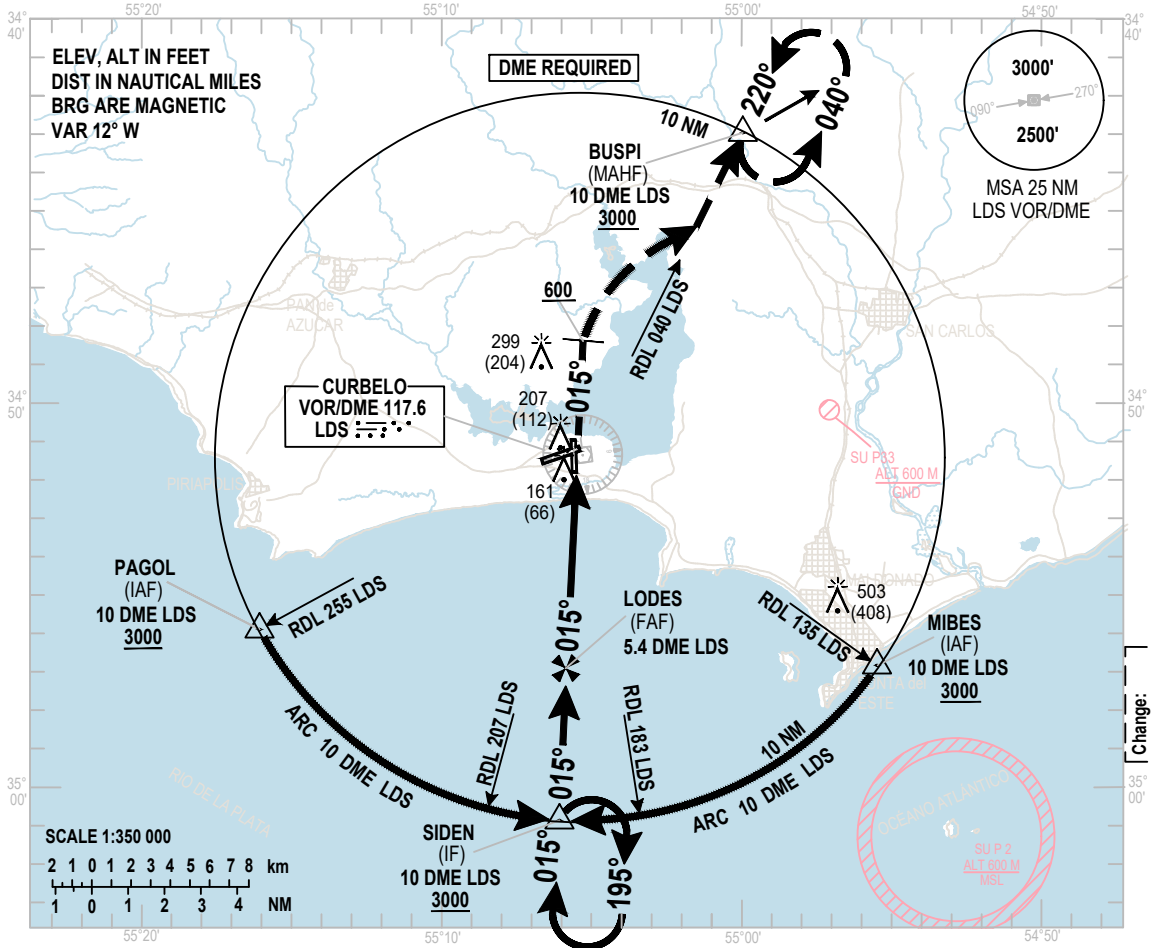 55°20' 55°10' 55°00' 54°50'
34°
40'
34°
40'
ELEV, ALT IN FEET
DIST IN NAUTICAL MILES
BRG ARE MAGNETIC
VAR 12° W
DME REQUIRED
3000'
090° 270°
2500'
MSA 25 NM
LDS VOR/DME
220°
040°
10 NM
BUSPI
(MAHF)
10 DME LDS
3000
600
RDL 040 LDS
PAN de
AZUCAR
SAN CARLOS
299
(204)
015°
CURBELO
VOR/DME 117.6
LDS
207
(112)
34°
50'
34°
50'
SU P33
ALT 600 M
GND
161
(66)
PIRIAPOLIS
PAGOL
(IAF)
10 DME LDS
3000
RDL 255 LDS
015°
LODES
(FAF)
5.4 DME LDS
MALDONADO
503
(408)
RDL 135 LDS
MIBES
(IAF)
10 DME LDS
3000
PUNTA del
ESTE
Change:
ARC 10 DME LDS
RDL 207 LDS
015°
RDL 183 LDS
10 NM
ARC 10 DME LDS
35°
00'
35°
00'
RIO DE LA PLATA
OCEANO ATLÁNTICO
SU P 2
ALT 600 M
MSL
SIDEN
(IF)
10 DME LDS
3000
015°
195°
SCALE 1:350 000
2 1 0 1 2 3 4 5 6 7 8 km
1 0 1 2 3 4 NM
55°20' 55°10' 55°00' 54°50'